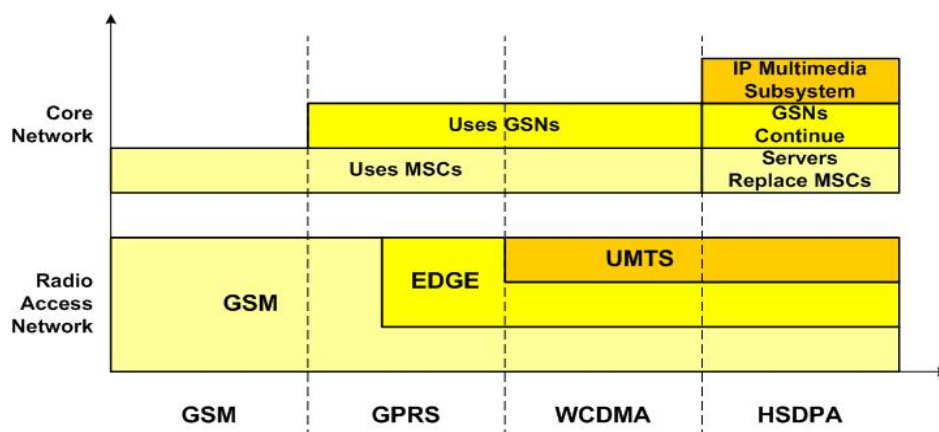 IP Multimedia
Subsystem
Core
Network
Uses GSNs
GSNs
Continue
Uses MSCs
Servers
Replace MSCs
Radio
Access
Network
GSM
EDGE
UMTS
GSM
GPRS
WCDMA
HSDPA